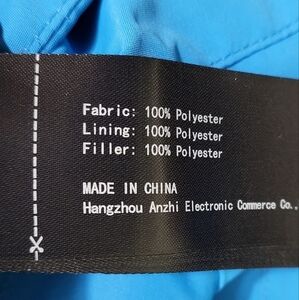 Fabric: 100% Polyester
Lining: 100% Polyester
Filler: 100% Polyester
MADE IN CHINA
Hangzhou Anzhi Electronic Commerce Co.,